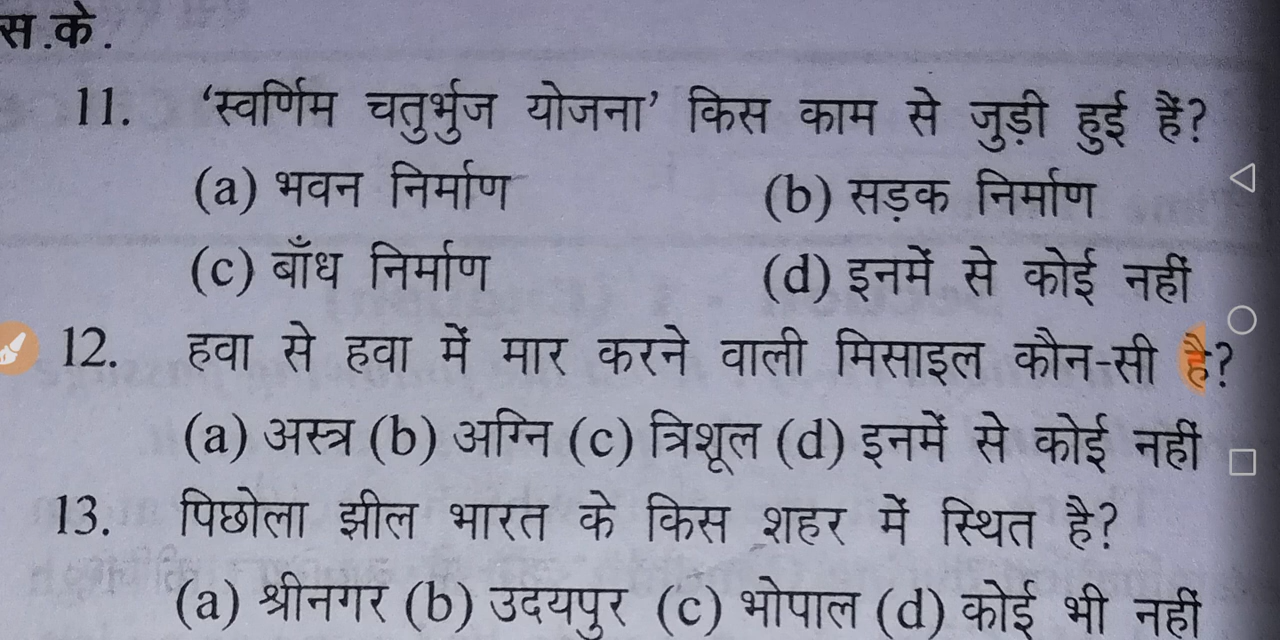 स.के.
11. ‘स्वर्णिम चतुर्भुज योजना’ किस काम से जुड़ी हुई हैं?
(a) भवन निर्माण (b) सड़क निर्माण
(c) बाँध निर्माण (d) इनमें से कोई नहीं
12. हवा से हवा में मार करने वाली मिसाइल कौन-सी है?
(a) अस्त्र (b) अग्नि (c) त्रिशूल (d) इनमें से कोई नहीं
13. पिछोला झील भारत के किस शहर में स्थित है?
(a) श्रीनगर (b) उदयपुर (c) भोपाल (d) कोई भी नहीं